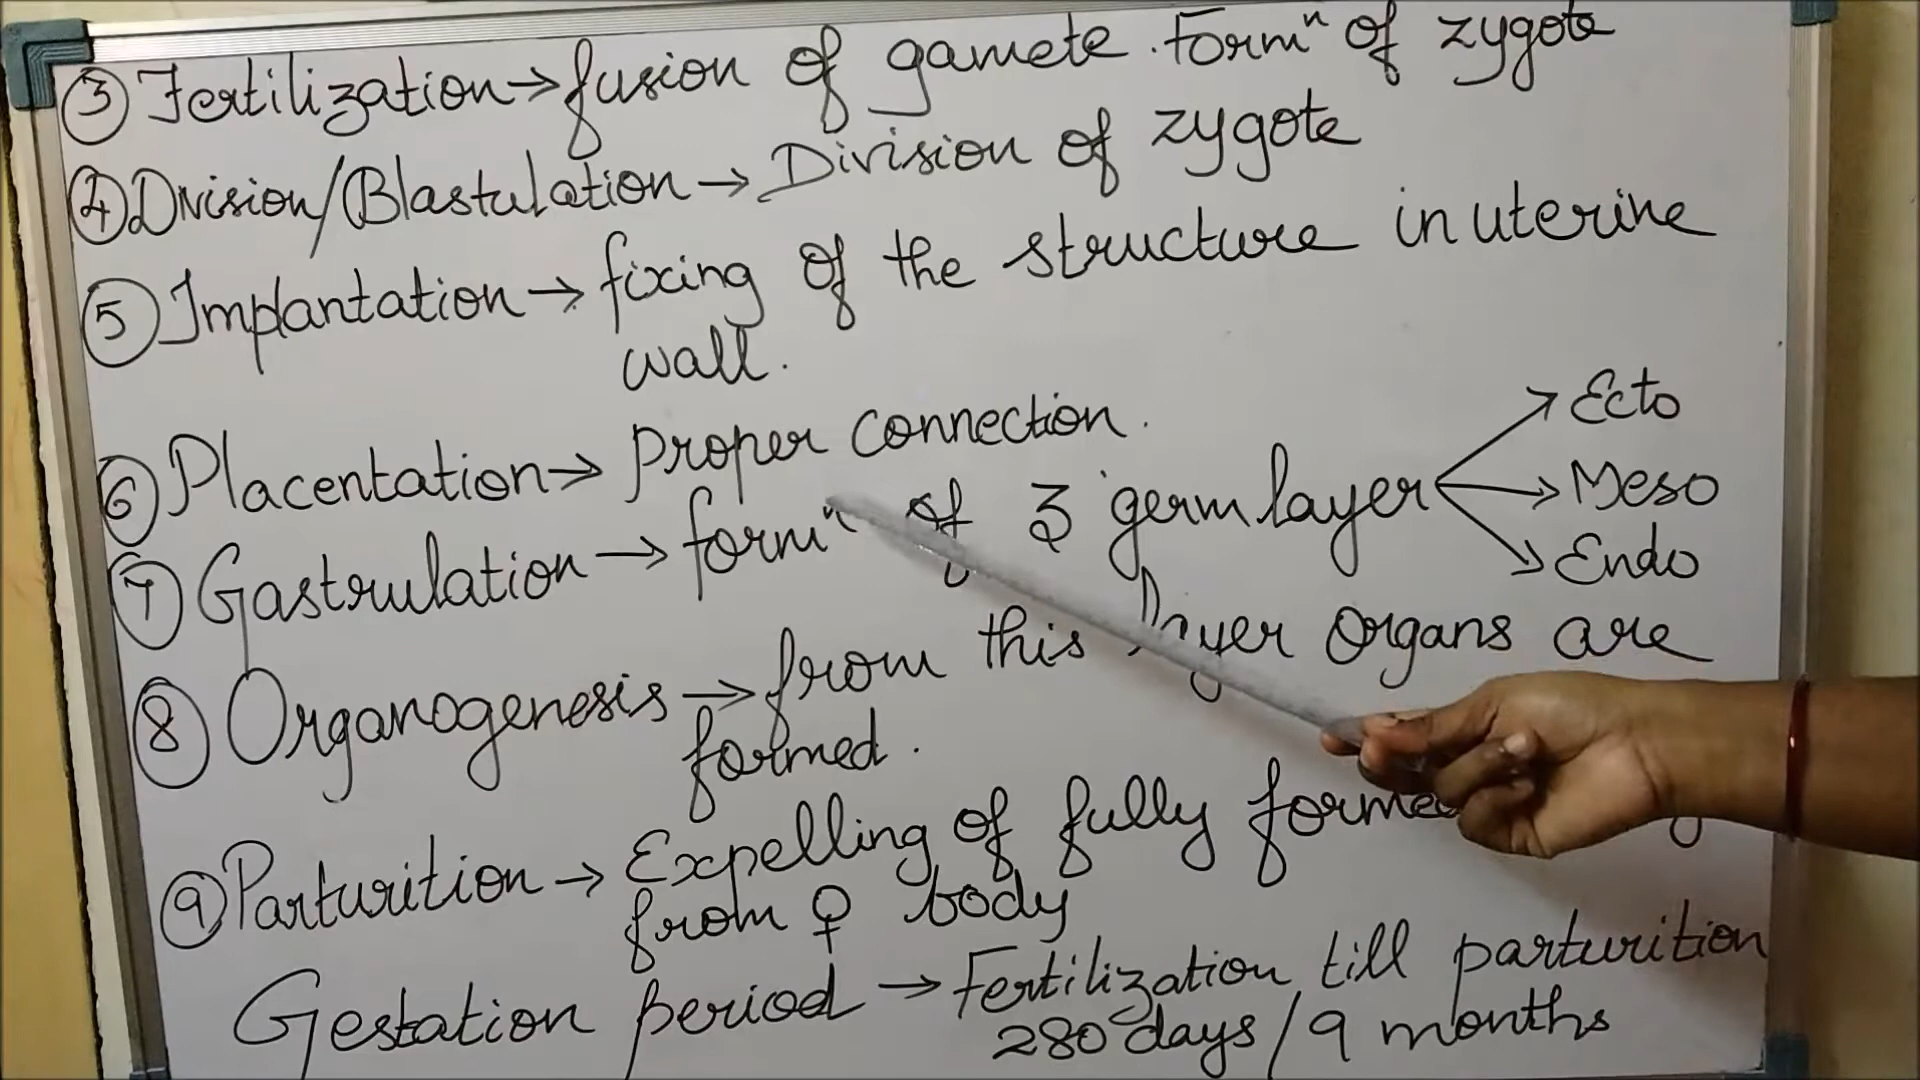 ③ Fertilization → fusion of gamete. Formⁿ of zygote
④ Division/Blastulation → Division of zygote
⑤ Implantation → fixing of the structure in uterine
wall.
⑥ Placentation → Proper connection.
⑦ Gastrulation → formⁿ of 3 germ layer → Ecto
→ Meso
→ Endo
⑧ Organogenesis → from this layer organs are
formed.
⑨ Parturition → Expelling of fully formed
from ♀ body
Gestation period → Fertilization till parturition
280 days / 9 months